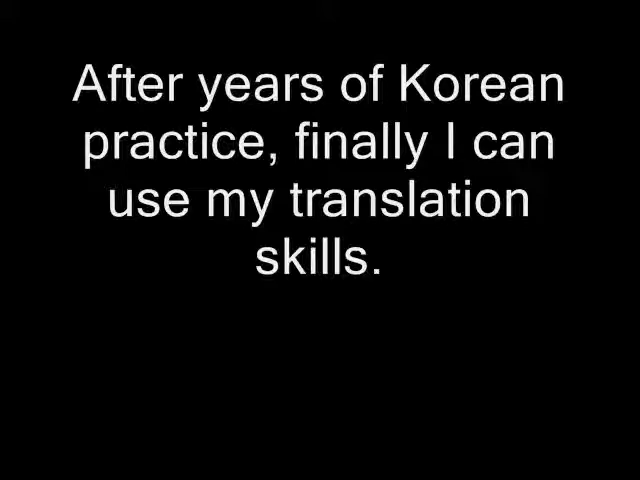 After years of Korean
practice, finally I can
use my translation
skills.